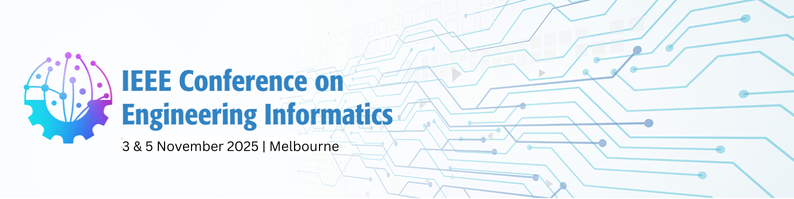 IEEE Conference on
Engineering Informatics
3 & 5 November 2025 | Melbourne